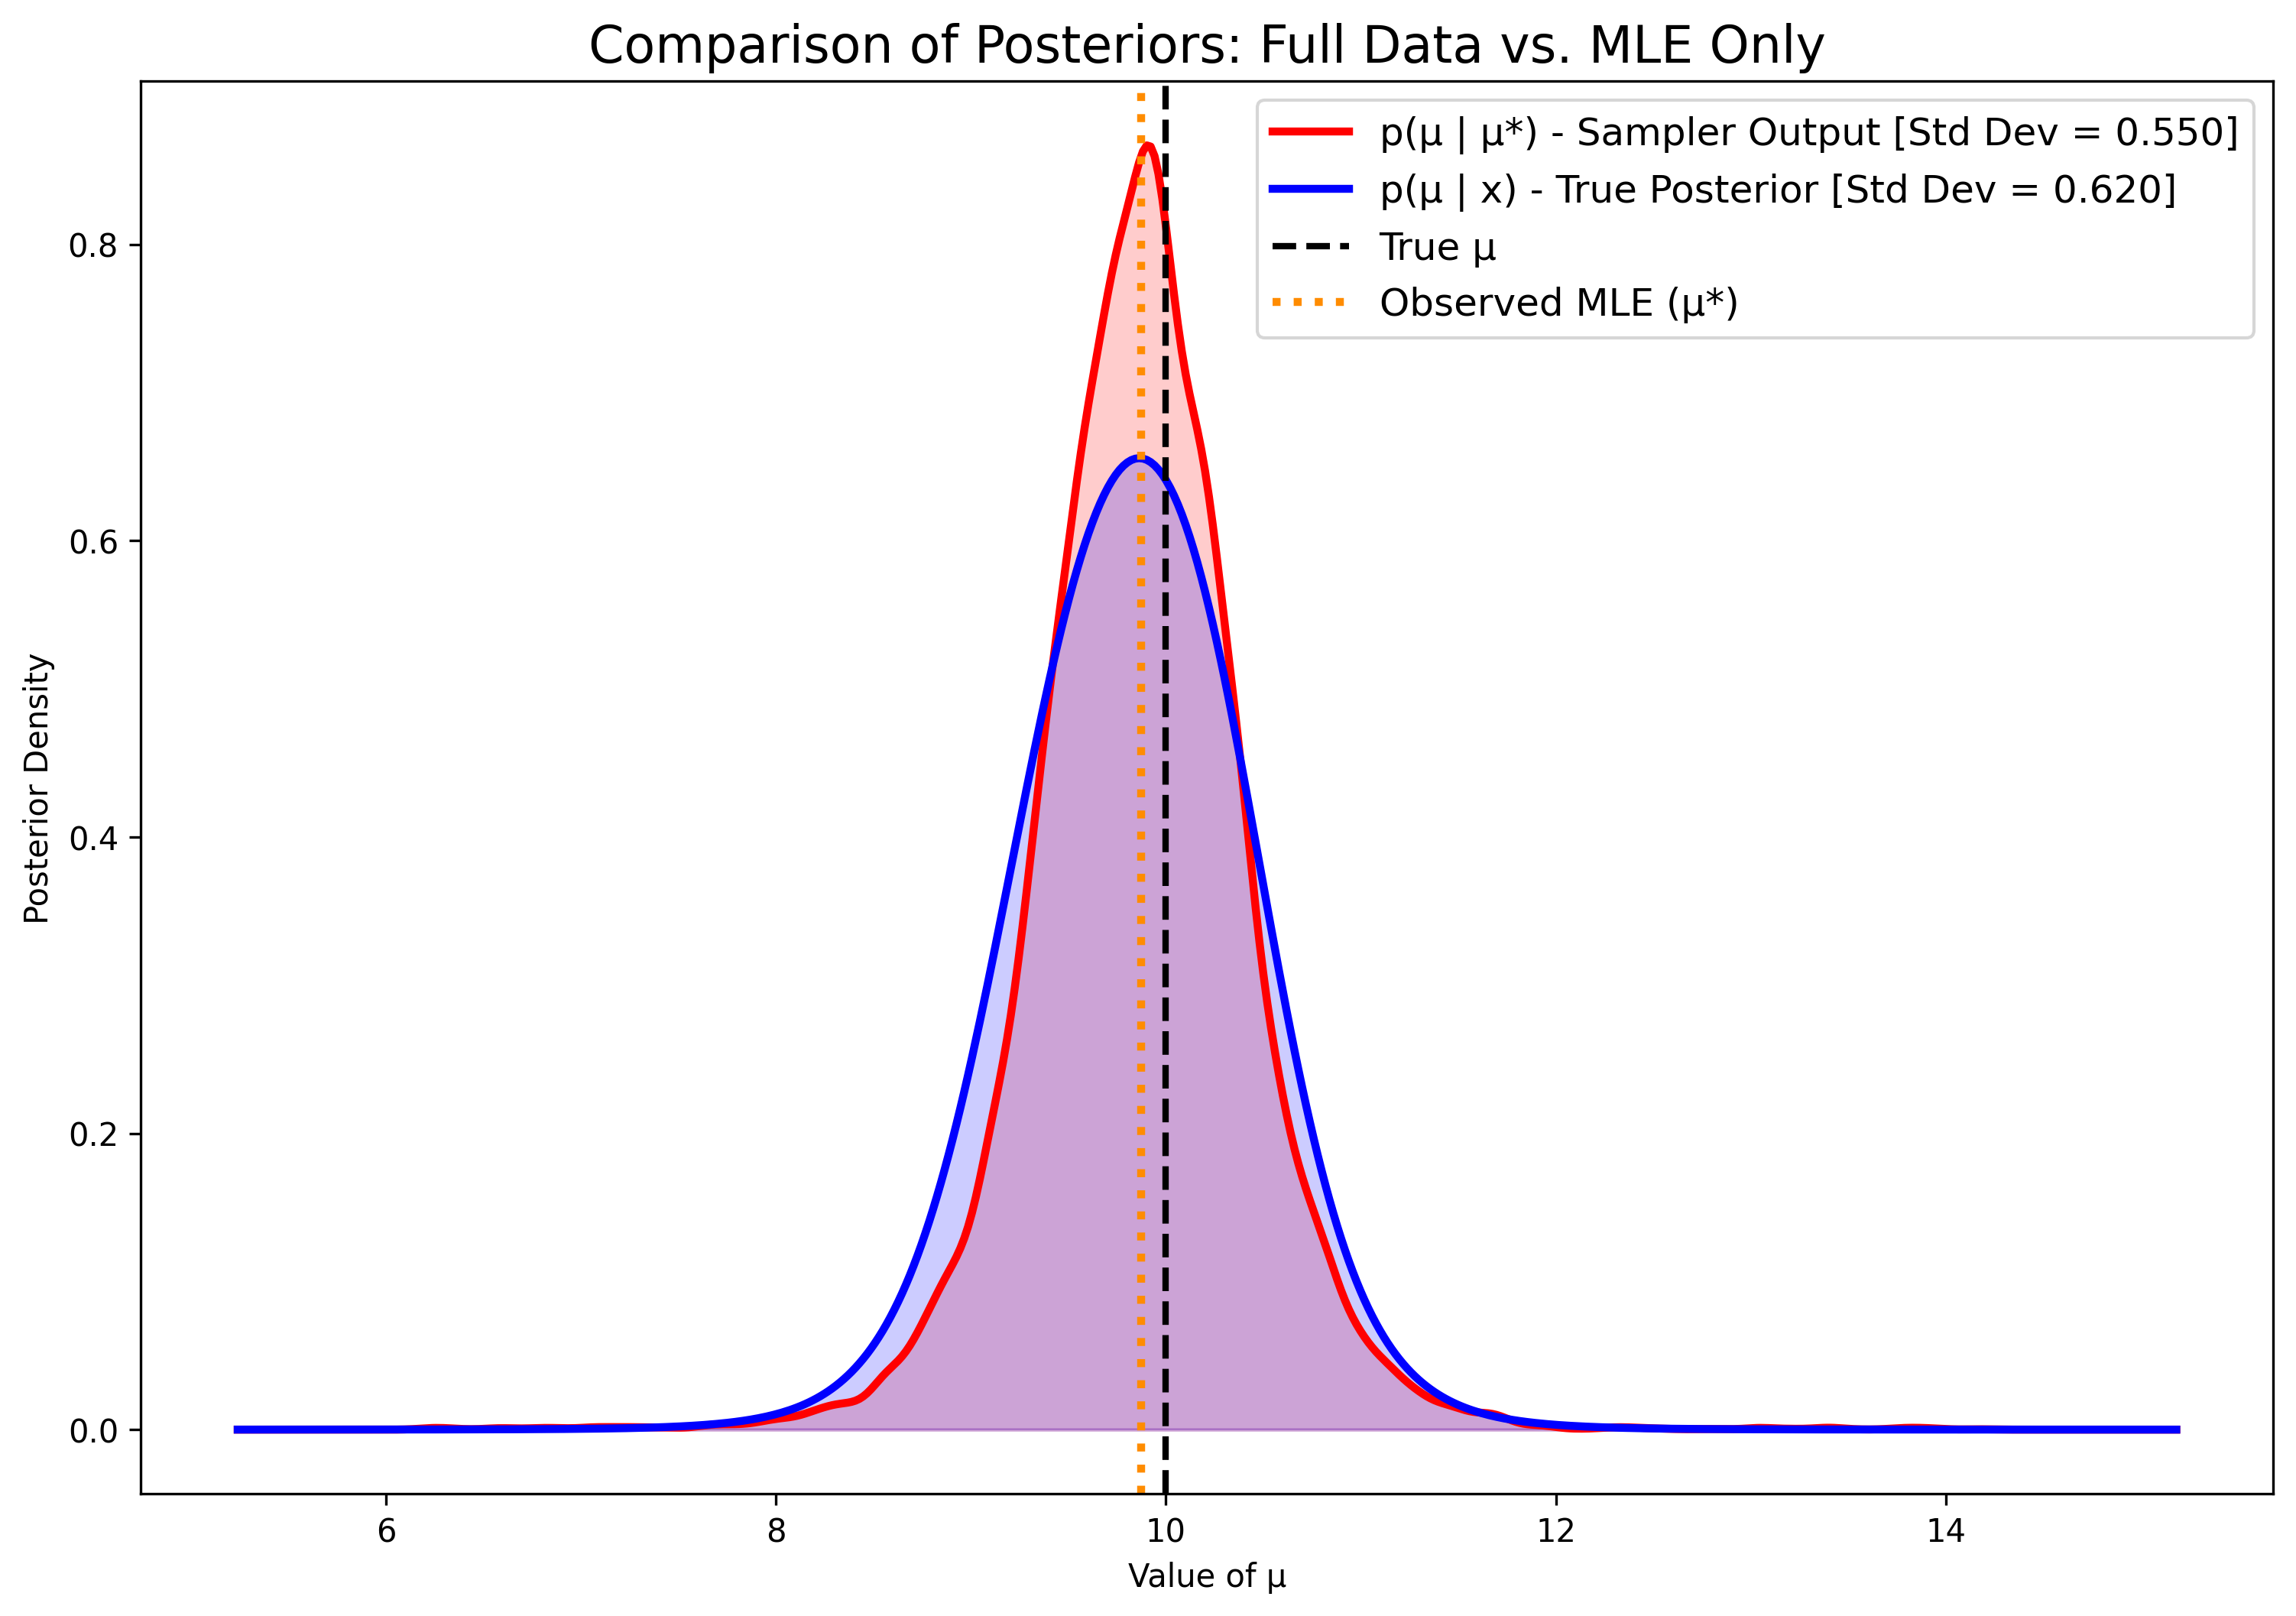 Comparison of Posteriors: Full Data vs. MLE Only
p(μ | μ*) - Sampler Output [Std Dev = 0.550]
p(μ | x) - True Posterior [Std Dev = 0.620]
True μ
Observed MLE (μ*)
Posterior Density
0.8
0.6
0.4
0.2
0.0
6 8 10 12 14
Value of μ